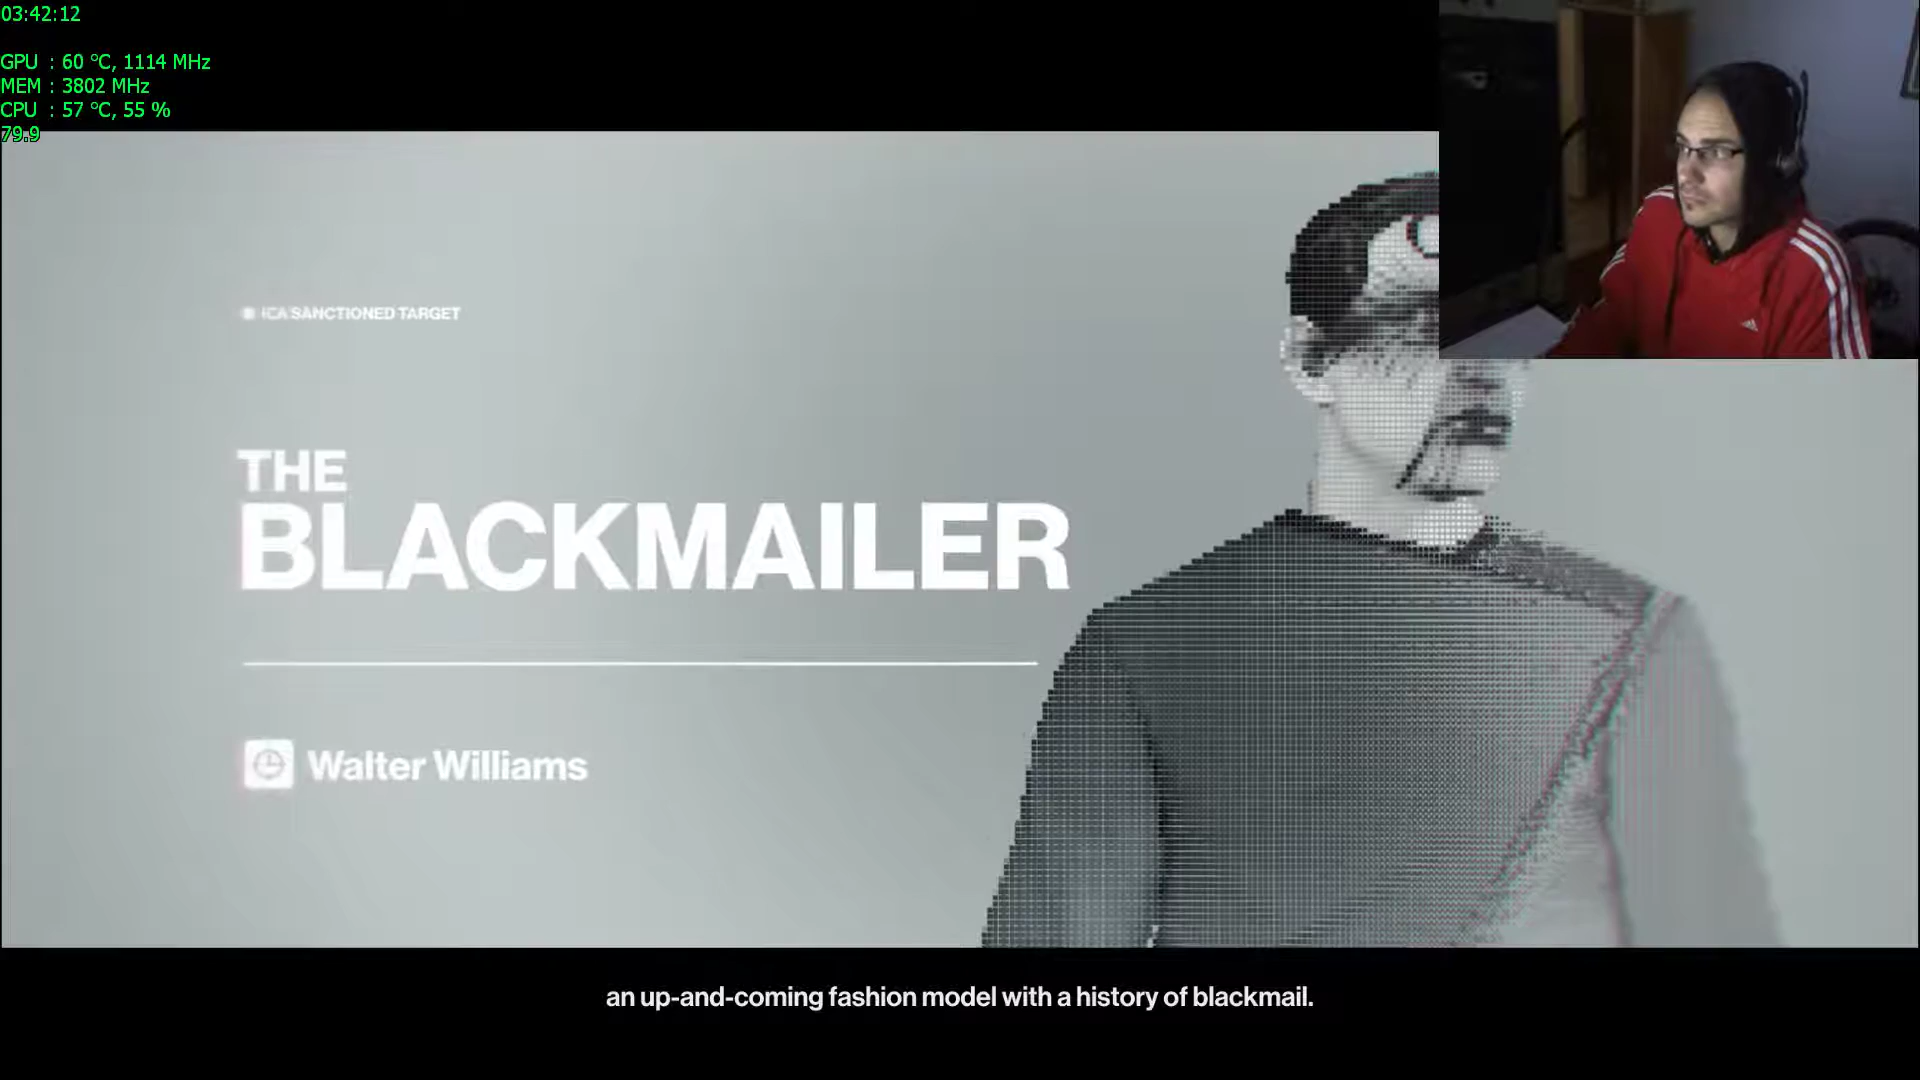 03:42:12
GPU : 60 °C, 1114 MHz
MEM : 3802 MHz
CPU : 57 °C, 55 %
79.9
ICA SANCTIONED TARGET
THE
BLACKMAILER
Walter Williams
an up-and-coming fashion model with a history of blackmail.